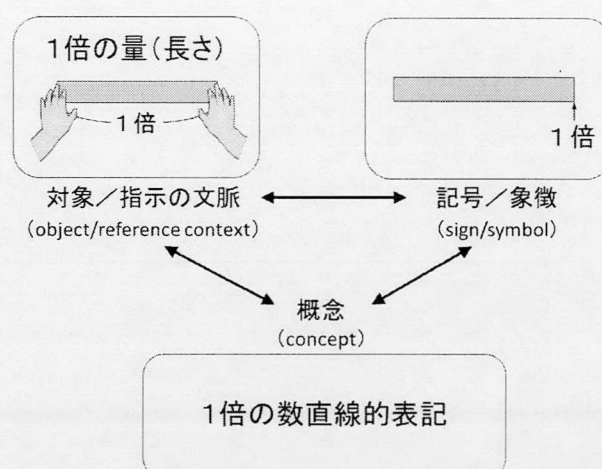 1倍の量(長さ)
1倍
1倍
対象／指示の文脈
(object/reference context)
記号／象徴
(sign/symbol)
概念
(concept)
1倍の数直線的表記